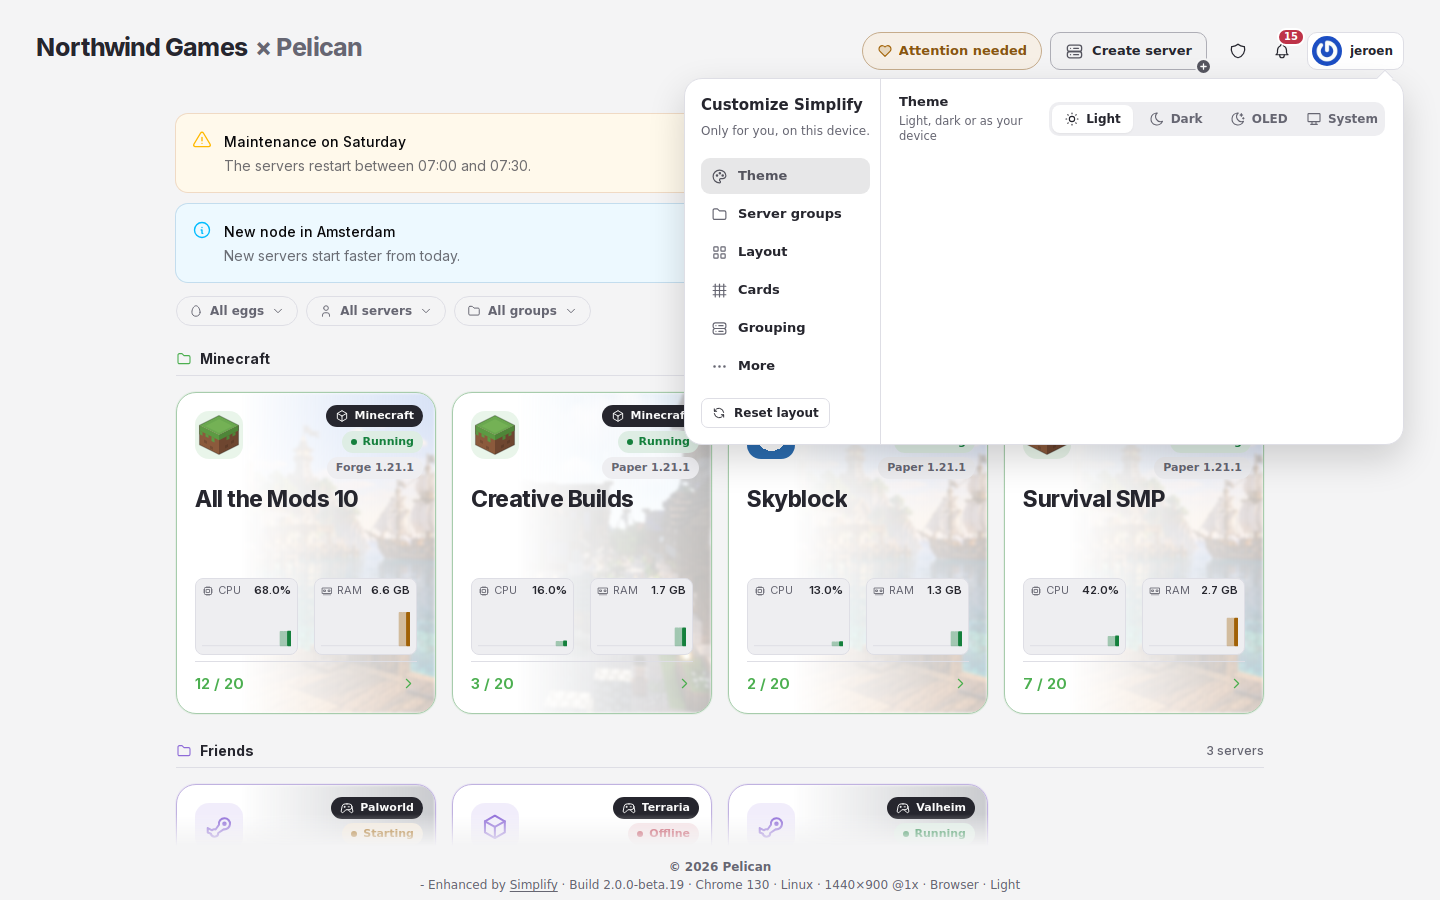 Northwind Games × Pelican
Attention needed
Create server
15
jeroen
Maintenance on Saturday
The servers restart between 07:00 and 07:30.
New node in Amsterdam
New servers start faster from today.
All eggs
All servers
All groups
Customize Simplify
Only for you, on this device.
Theme
Server groups
Layout
Cards
Grouping
More
Reset layout
Theme
Light, dark or as your
device
Light
Dark
OLED
System
Minecraft
Minecraft
Running
Forge 1.21.1
All the Mods 10
CPU 68.0%
RAM 6.6 GB
12 / 20
Running
Paper 1.21.1
Creative Builds
CPU 16.0%
RAM 1.7 GB
3 / 20
Paper 1.21.1
Skyblock
CPU 13.0%
RAM 1.3 GB
2 / 20
Paper 1.21.1
Survival SMP
CPU 42.0%
RAM 2.7 GB
7 / 20
Friends
3 servers
Palworld
Starting
Terraria
Offline
Valheim
Running
© 2026 Pelican
- Enhanced by Simplify · Build 2.0.0-beta.19 · Chrome 130 · Linux · 1440×900 @1x · Browser · Light